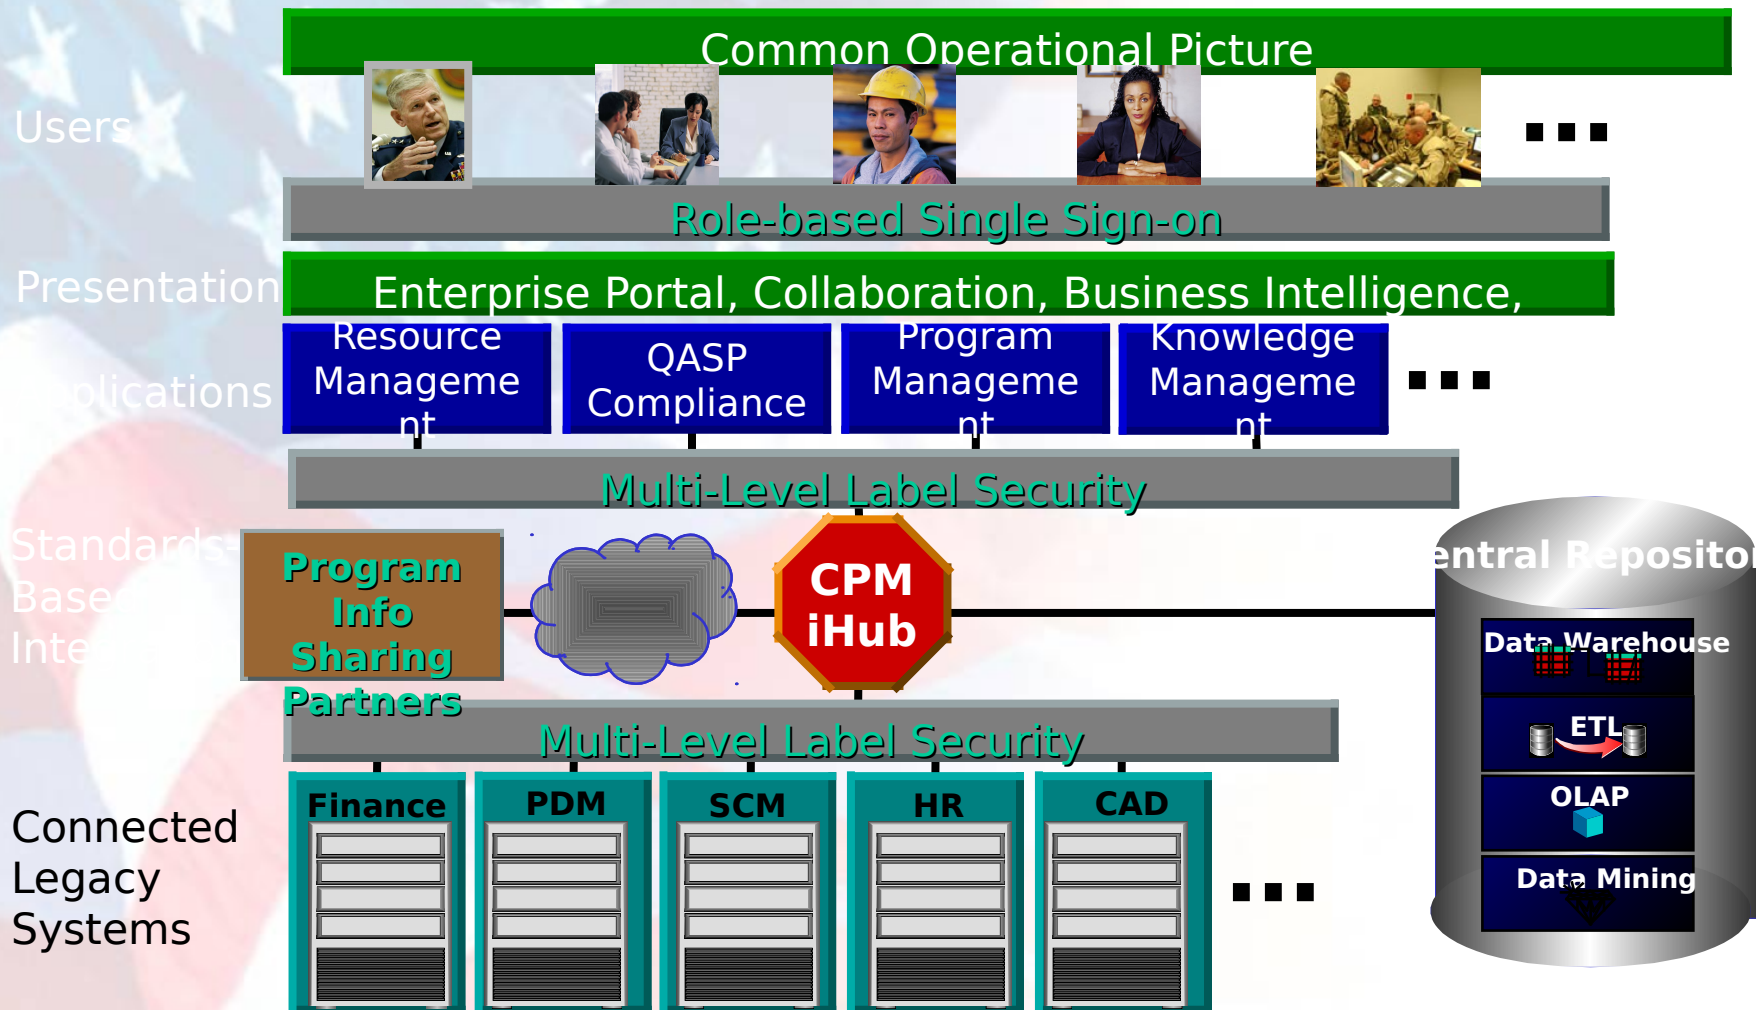 Common Operational Picture
Users
Role-based Single Sign-on
Presentation
Enterprise Portal, Collaboration, Business Intelligence,
plications
Resource
Manageme
nt
QASP
Compliance
Program
Manageme
nt
Knowledge
Manageme
nt
Multi-Level Label Security
Standards-
Based
Inte
Program
Info
Sharing
Partners
CPM
iHub
entral Repositor
Data Warehouse
ETL
OLAP
Data Mining
Multi-Level Label Security
Connected
Legacy
Systems
Finance
PDM
SCM
HR
CAD